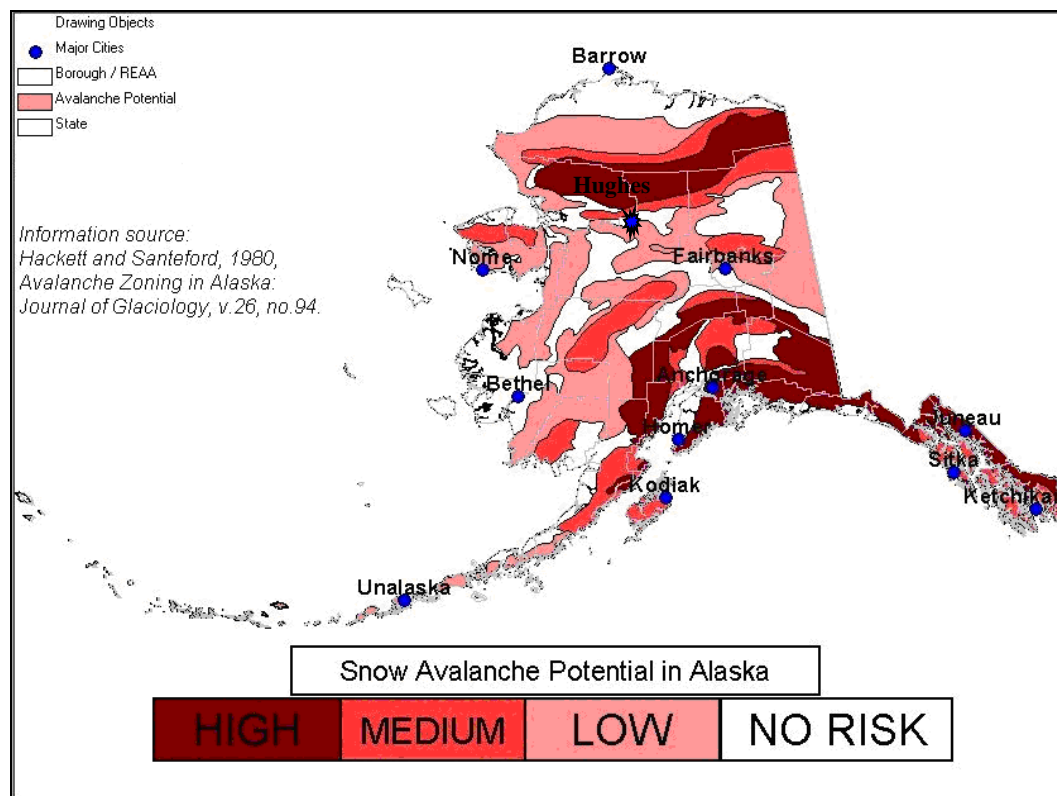 Drawing Objects
Major Cities
Borough / REAA
Avalanche Potential
State
Barrow
Hughes
Information source:
Hackett and Santeford, 1980,
Avalanche Zoning in Alaska:
Journal of Glaciology, v.26, no.94.
Nome
Fairbanks
Bethel
Anchorage
Homer
Juneau
Sitka
Kodiak
Ketchikan
Unalaska
Snow Avalanche Potential in Alaska
HIGH
MEDIUM
LOW
NO RISK